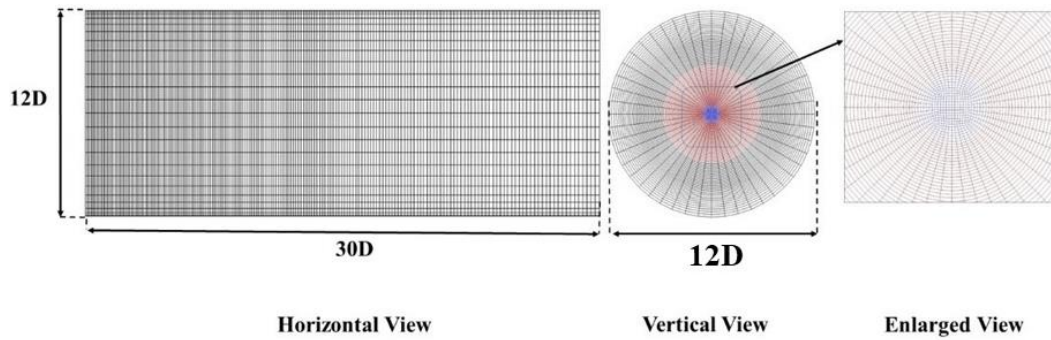 12D
30D
12D
Horizontal View
Vertical View
Enlarged View